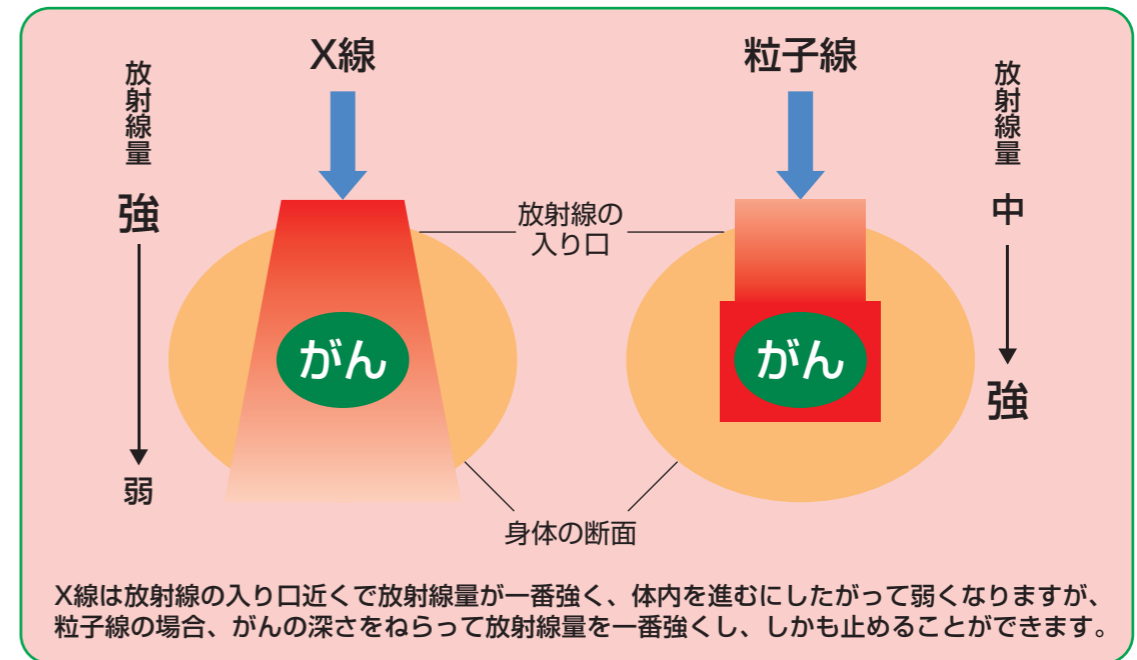 X線
粒子線
放射線量
強
弱
放射線の
入り口
放射線量
中
強
がん
がん
身体の断面
X線は放射線の入り口近くで放射線量が一番強く、体内を進むにしたがって弱くなりますが、
粒子線の場合、がんの深さをねらって放射線量を一番強くし、しかも止めることができます。